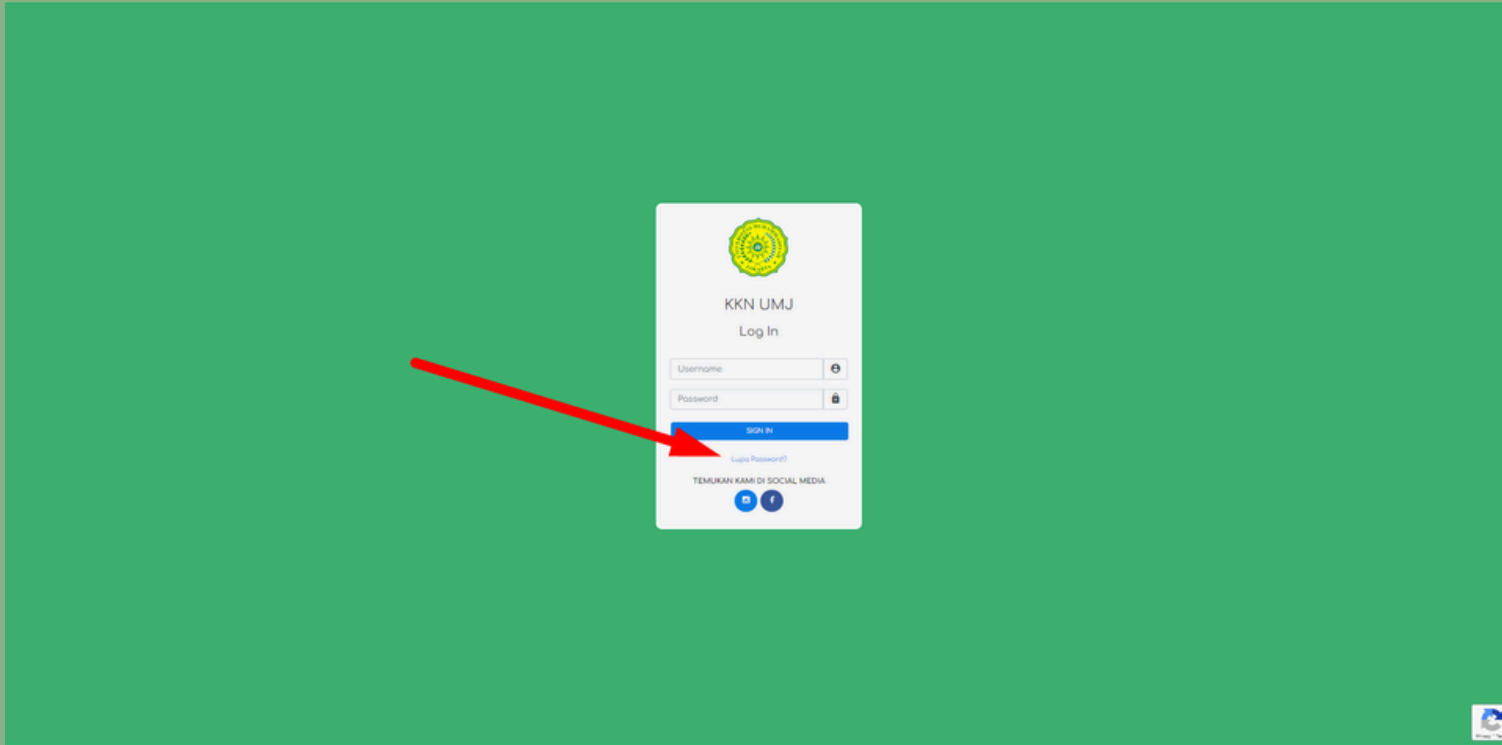 KKN UMJ
Log In
Username
Password
SIGN IN
Lupa Password?
TEMUKAN KAMI DI SOCIAL MEDIA